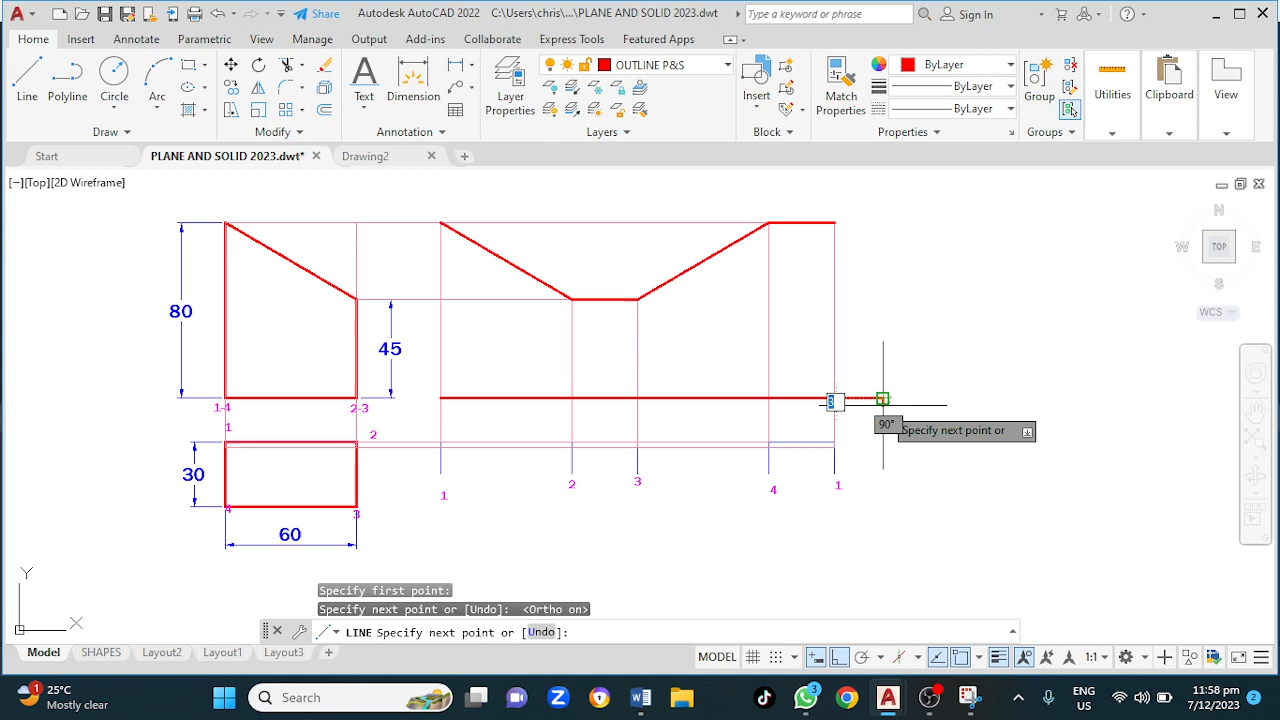 A
Share
Autodesk AutoCAD 2022
C:\Users\chris\...\PLANE AND SOLID 2023.dwt
Type a keyword or phrase
Sign In
Home
Insert
Annotate
Parametric
View
Manage
Output
Add-ins
Collaborate
Express Tools
Featured Apps
Line
Polyline
Circle
Arc
Text
Dimension
Layer
Properties
OUTLINE P&S
Insert
Match
Properties
ByLayer
ByLayer
ByLayer
Group
Utilities
Clipboard
View
Draw
Modify
Annotation
Layers
Block
Properties
Groups
Start
PLANE AND SOLID 2023.dwt*
Drawing2
[−][Top][2D Wireframe]
N
W
TOP
E
S
WCS
80
45
1-4
2-3
1
2
30
4
3
60
1
2
3
4
1
3
90°
Specify next point or
Y
X
Specify first point:
Specify next point or [Undo]: <Ortho on>
LINE Specify next point or [Undo]:
Model
SHAPES
Layout2
Layout1
Layout3
MODEL
1:1
1
25°C
Mostly clear
Search
3
ENG
US
11:58 pm
7/12/2023
2